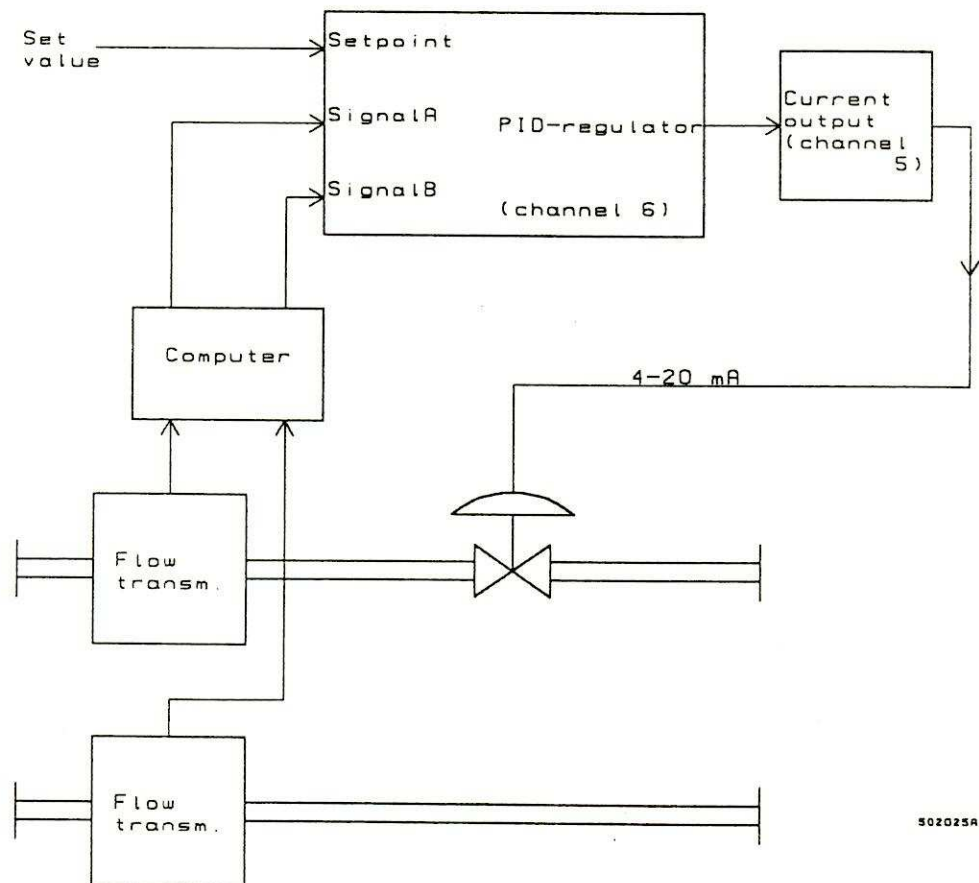 Set
value
Setpoint
SignalA
SignalB
PID-regulator
(channel 6)
Current
output
(channel
5)
Computer
4-20 mA
Flow
transm.
Flow
transm.
502025A